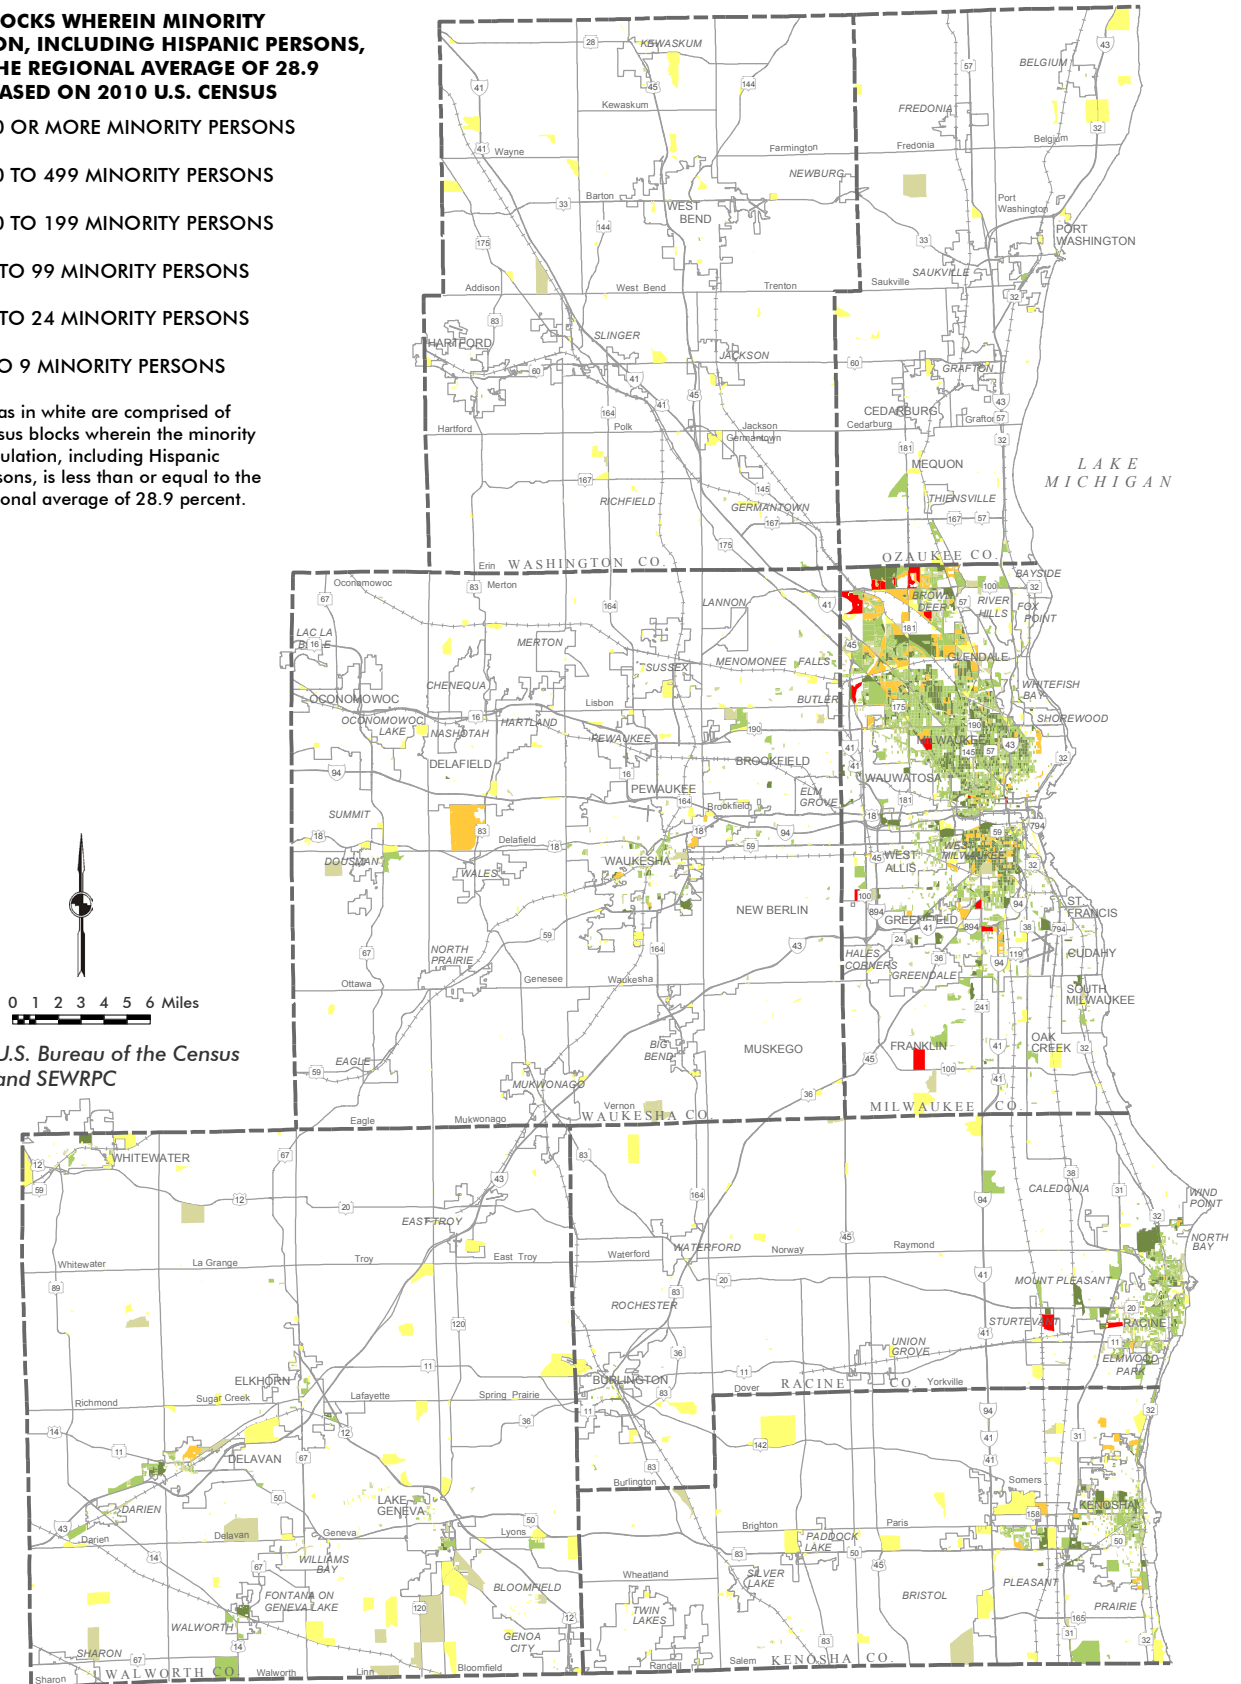 OCKS WHEREIN MINORITY
ON, INCLUDING HISPANIC PERSONS,
HE REGIONAL AVERAGE OF 28.9
ASED ON 2010 U.S. CENSUS
0 OR MORE MINORITY PERSONS
0 TO 499 MINORITY PERSONS
0 TO 199 MINORITY PERSONS
TO 99 MINORITY PERSONS
TO 24 MINORITY PERSONS
O 9 MINORITY PERSONS
as in white are comprised of
sus blocks wherein the minority
ulation, including Hispanic
sons, is less than or equal to the
ional average of 28.9 percent.
0 1 2 3 4 5 6 Miles
U.S. Bureau of the Census
and SEWRPC
LAKE
MICHIGAN
KEWASKUM
Kewaskum
Wayne
Barton
WEST
BEND
Farmington
NEWBURG
FREDONIA
Fredonia
BELGIUM
Belgium
Port
Washington
PORT
WASHINGTON
SAUKVILLE
Saukville
Addison
West Bend
Trenton
HARTFORD
SLINGER
JACKSON
GRAFTON
CEDARBURG
Cedarburg
Grafton
Hartford
Polk
Jackson
Germantown
MEQUON
THIENSVILLE
RICHFIELD
GERMANTOWN
Erin
WASHINGTON CO.
OZAUKEE CO.
Oconomowoc
Merton
LAC LA
BELLE
MERTON
LANNON
SUSSEX
MENOMONEE FALLS
BUTLER
CHENEQUA
OCONOMOWOC
OCONOMOWOC
LAKE
NASHOTAH
HARTLAND
Lisbon
PEWAUKEE
DELAFIELD
PEWAUKEE
BROOKFIELD
Brookfield
ELM
GROVE
SUMMIT
Delafield
DOUSMAN
WALES
WAUKESHA
NEW BERLIN
NORTH
PRAIRIE
Ottawa
Genesee
Waukesha
EAGLE
Eagle
MUKWONAGO
Mukwonago
BIG
BEND
Vernon
MUSKEGO
WAUKESHA CO.
BAYSIDE
BROWN
DEER
RIVER
HILLS
FOX
POINT
GLENDALE
WHITEFISH
BAY
SHOREWOOD
MILWAUKEE
WAUWATOSA
WEST
MILWAUKEE
WEST
ALLIS
ST.
FRANCIS
GREENFIELD
HALES
CORNERS
GREENDALE
CUDAHY
SOUTH
MILWAUKEE
FRANKLIN
OAK
CREEK
MILWAUKEE CO.
WHITEWATER
Whitewater
La Grange
Troy
EAST TROY
East Troy
ELKHORN
Richmond
Sugar Creek
Lafayette
Spring Prairie
DELAVAN
DARIEN
Darien
Delavan
Geneva
LAKE
GENEVA
Lyons
WILLIAMS
BAY
FONTANA ON
GENEVA LAKE
BLOOMFIELD
WALWORTH
SHARON
Sharon
WALWORTH CO.
Walworth
Linn
Bloomfield
GENOA
CITY
WATERFORD
Waterford
Norway
Raymond
CALEDONIA
WIND
POINT
NORTH
BAY
ROCHESTER
MOUNT PLEASANT
STURTEVANT
RACINE
UNION
GROVE
ELMWOOD
PARK
BURLINGTON
Burlington
Dover
RACINE CO.
Yorkville
Somers
KENOSHA
Brighton
Paris
PADDOCK
LAKE
Wheatland
SILVER
LAKE
TWIN
LAKES
BRISTOL
PLEASANT
PRAIRIE
Randall
Salem
KENOSHA CO.